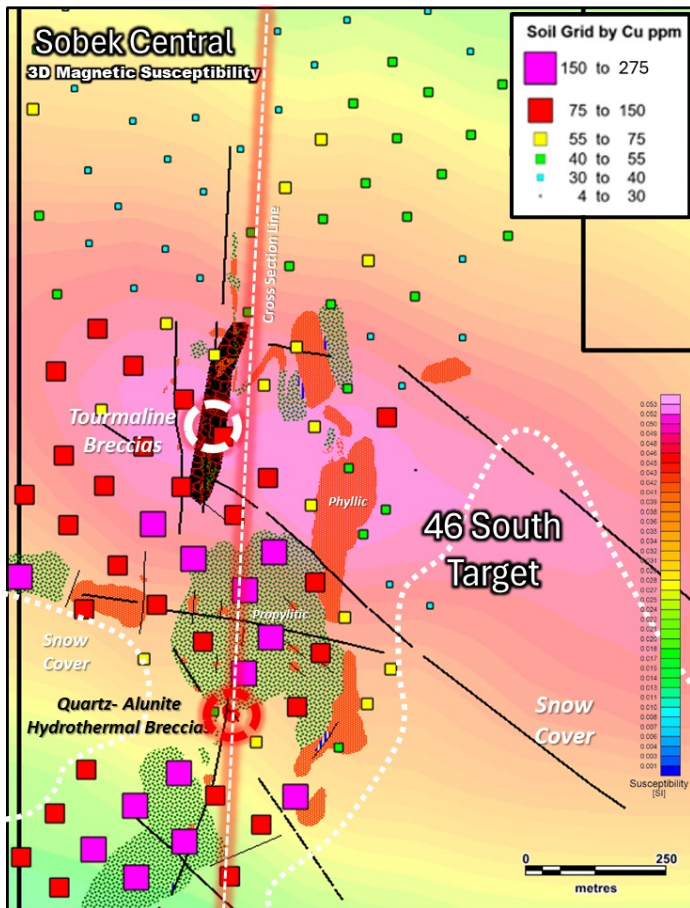 Sobek Central
3D Magnetic Susceptibility
Soil Grid by Cu ppm
150 to 275
75 to 150
55 to 75
40 to 55
30 to 40
4 to 30
Cross Section Line
Tourmaline
Breccias
Phyllic
46 South
Target
Propylitic
Snow
Cover
Quartz- Alunite
Hydrothermal Breccias
Snow
Cover
0.053
0.052
0.051
0.050
0.049
0.048
0.047
0.046
0.045
0.043
0.042
0.041
0.039
0.038
0.036
0.035
0.034
0.032
0.031
0.029
0.028
0.027
0.025
0.024
0.022
0.021
0.020
0.018
0.017
0.015
0.014
0.013
0.011
0.010
0.008
0.007
0.006
0.004
0.003
0.001
Susceptibility
[SI]
0 250
metres